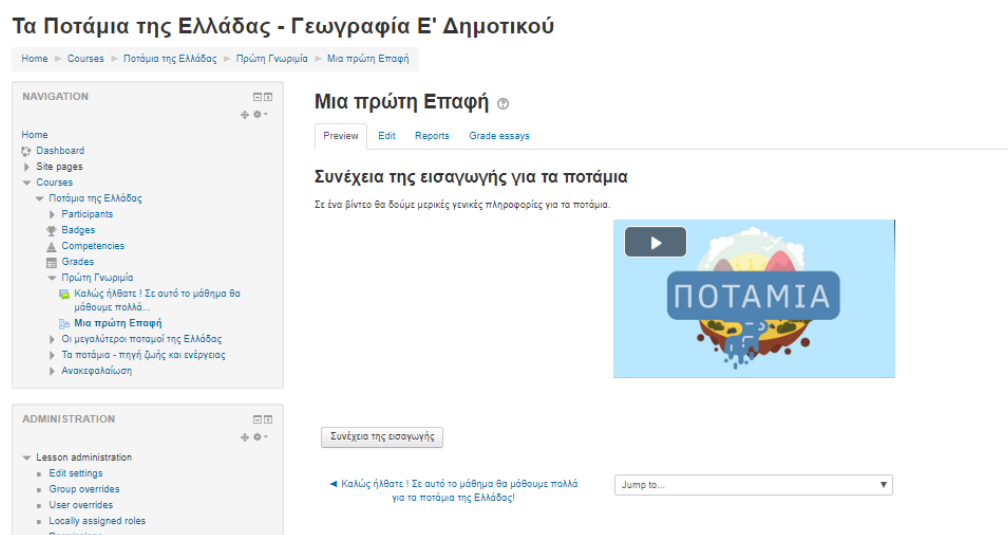 Τα Ποτάμια της Ελλάδας - Γεωγραφία Ε' Δημοτικού
Home ► Courses ► Ποτάμια της Ελλάδας ► Πρώτη Γνωριμία ► Μια πρώτη Επαφή
NAVIGATION
Home
Dashboard
Site pages
Courses
Ποτάμια της Ελλάδας
Participants
Badges
Competencies
Grades
Πρώτη Γνωριμία
Καλώς ήλθατε ! Σε αυτό το μάθημα θα
μάθουμε πολλά...
Μια πρώτη Επαφή
Οι μεγαλύτεροι ποταμοί της Ελλάδας
Τα ποτάμια - πηγή ζωής και ενέργειας
Ανακεφαλαίωση
ADMINISTRATION
Lesson administration
Edit settings
Group overrides
User overrides
Locally assigned roles
Permissions
Μια πρώτη Επαφή
Preview Edit Reports Grade essays
Συνέχεια της εισαγωγής για τα ποτάμια
Σε ένα βίντεο θα δούμε μερικές γενικές πληροφορίες για τα ποτάμια.
ΠΟΤΑΜΙΑ
Συνέχεια της εισαγωγής
◄ Καλώς ήλθατε ! Σε αυτό το μάθημα θα μάθουμε πολλά
για τα ποτάμια της Ελλάδας!
Jump to...